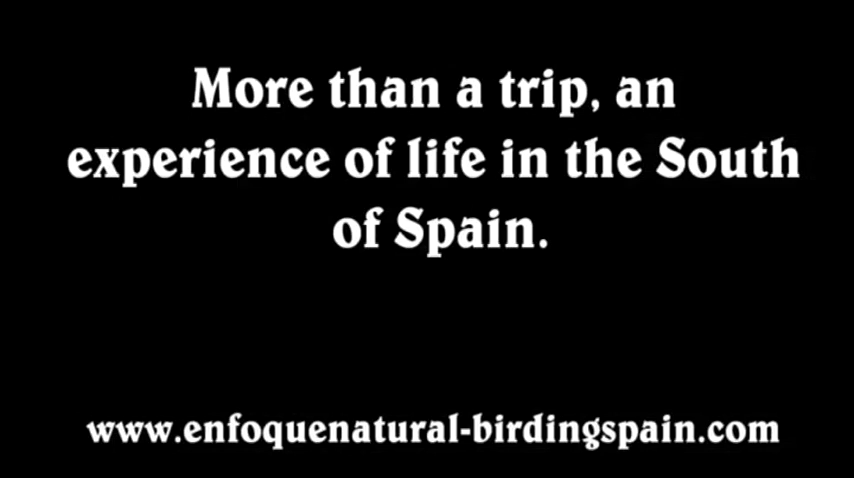 More than a trip, an
experience of life in the South
of Spain.
www.enfoquenatural-birdingspain.com